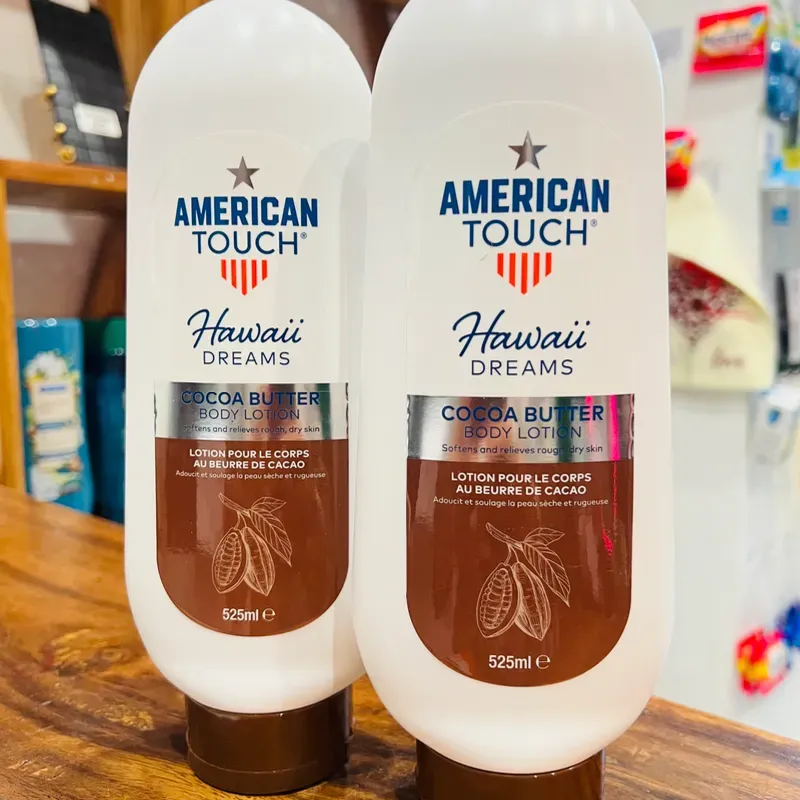 AMERICAN
TOUCH®
Hawaii
DREAMS
COCOA BUTTER
BODY LOTION
Softens and relieves rough, dry skin
LOTION POUR LE CORPS
AU BEURRE DE CACAO
Adoucit et soulage la peau sèche et rugueuse
525ml ℮
AMERICAN
TOUCH®
Hawaii
DREAMS
COCOA BUTTER
BODY LOTION
Softens and relieves rough, dry skin
LOTION POUR LE CORPS
AU BEURRE DE CACAO
Adoucit et soulage la peau sèche et rugueuse
525ml ℮